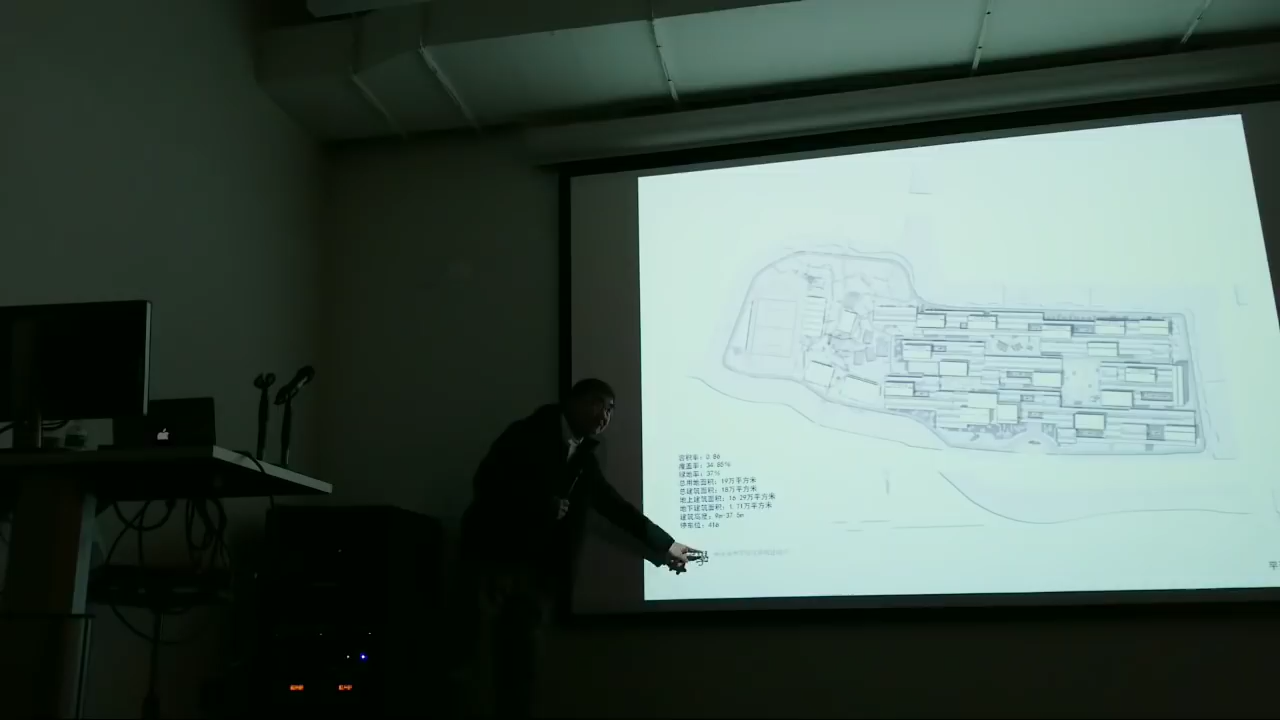 容积率: 0.86
覆盖率: 34.80%
绿地率: 37%
总用地面积: 19万平方米
总建筑面积: 18万平方米
地上建筑面积: 16.29万平方米
地下建筑面积: 1.71万平方米
建筑高度: 9m-37.5m
停车位: 416